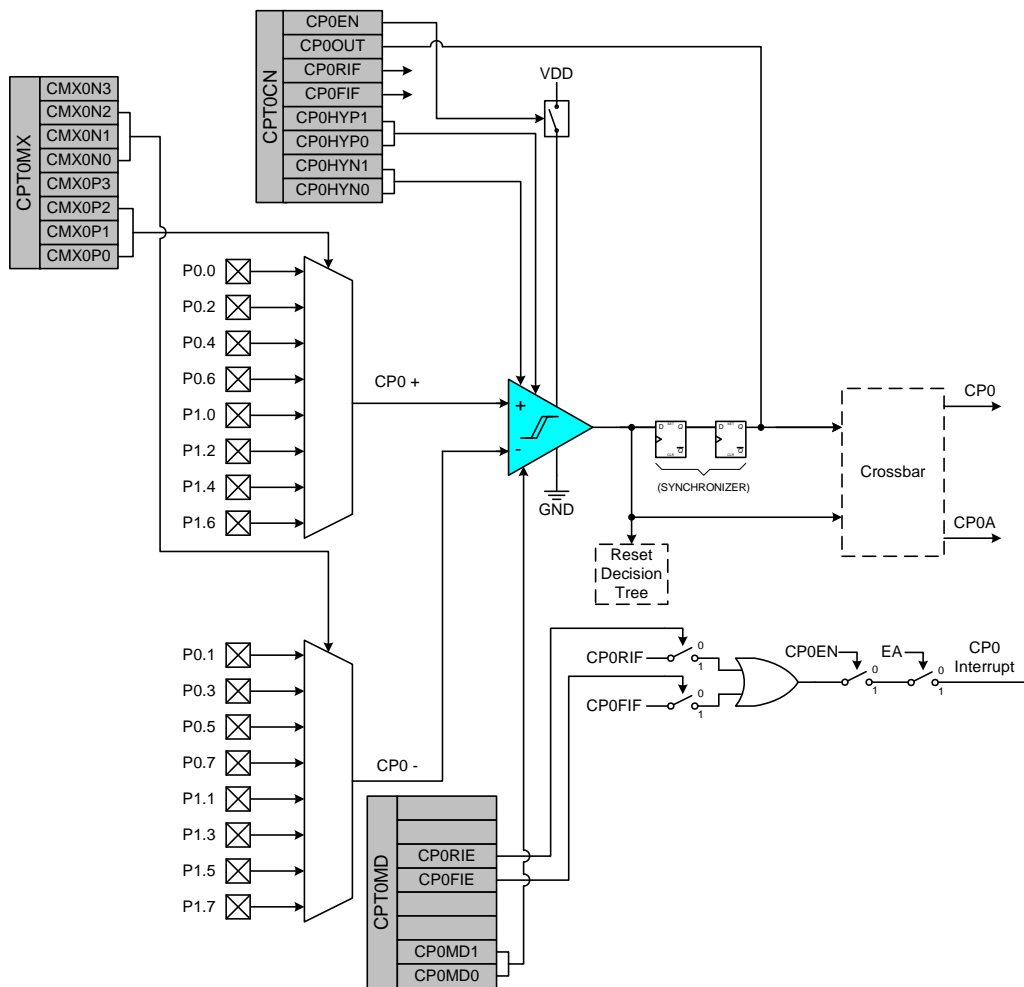 CPT0CN
CP0EN
CP0OUT
CP0RIF
CP0FIF
CP0HYP1
CP0HYP0
CP0HYN1
CP0HYN0
VDD
CPT0MX
CMX0N3
CMX0N2
CMX0N1
CMX0N0
CMX0P3
CMX0P2
CMX0P1
CMX0P0
P0.0
P0.2
P0.4
P0.6
P1.0
P1.2
P1.4
P1.6
CP0 +
+
-
GND
D SET Q
CLR Q
D SET Q
CLR Q
(SYNCHRONIZER)
Crossbar
CP0
CP0A
Reset
Decision
Tree
P0.1
P0.3
P0.5
P0.7
P1.1
P1.3
P1.5
P1.7
CP0 -
CP0RIF
0
1
CP0FIF
0
1
CP0EN
0
1
EA
0
1
CP0
Interrupt
CPT0MD
CP0RIE
CP0FIE
CP0MD1
CP0MD0